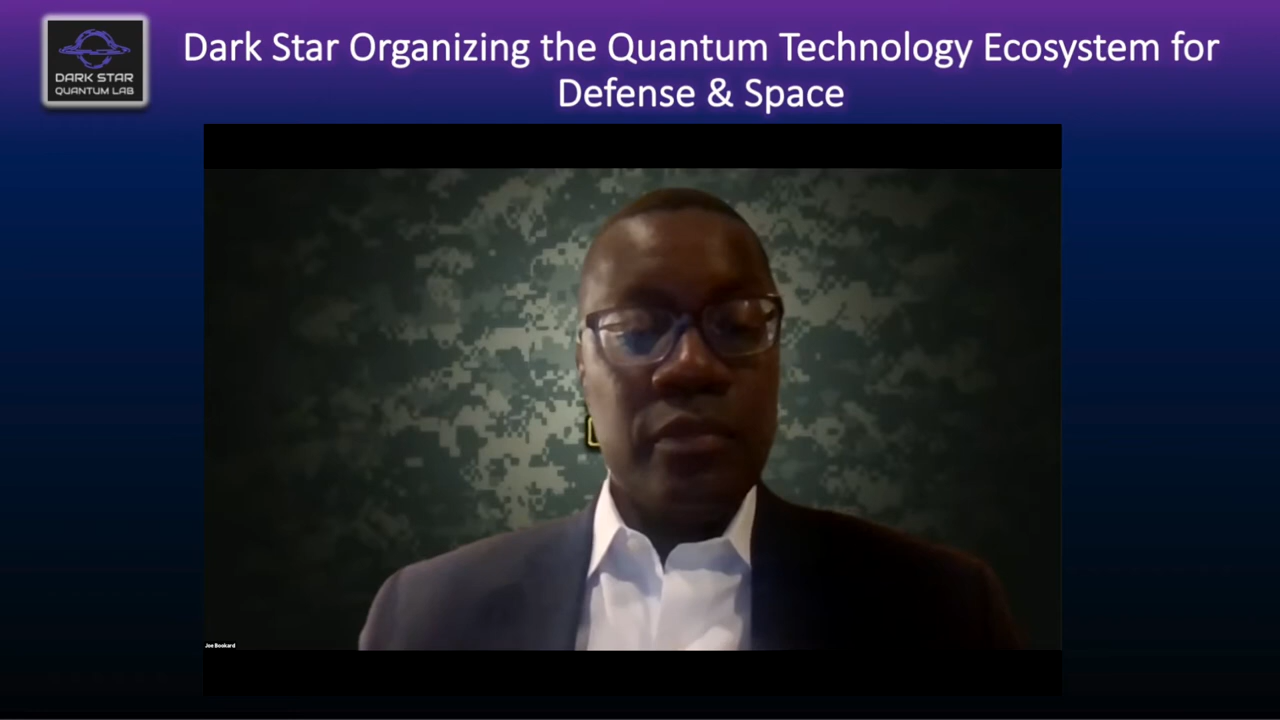 Dark Star Organizing the Quantum Technology Ecosystem for
Defense & Space
DARK STAR
QUANTUM LAB
Joe Bookard